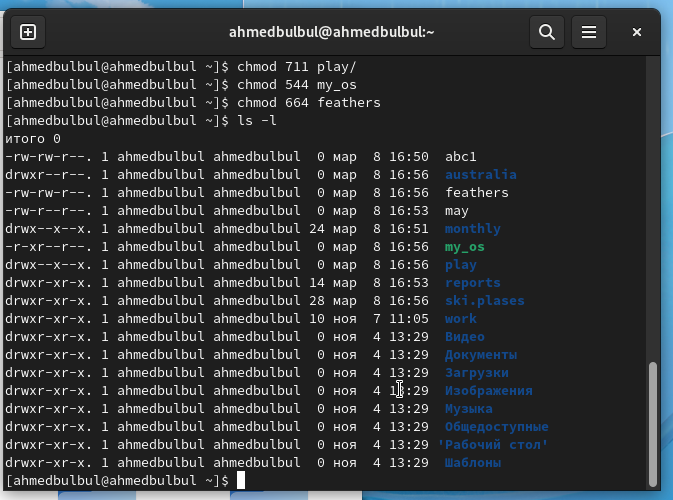 ahmedbulbul@ahmedbulbul:~
[ahmedbulbul@ahmedbulbul ~]$ chmod 711 play/
[ahmedbulbul@ahmedbulbul ~]$ chmod 544 my_os
[ahmedbulbul@ahmedbulbul ~]$ chmod 664 feathers
[ahmedbulbul@ahmedbulbul ~]$ ls -l
итого 0
-rw-rw-r--. 1 ahmedbulbul ahmedbulbul  0 мар  8 16:50  abc1
drwxr--r--. 1 ahmedbulbul ahmedbulbul  0 мар  8 16:56  australia
-rw-rw-r--. 1 ahmedbulbul ahmedbulbul  0 мар  8 16:56  feathers
-rw-r--r--. 1 ahmedbulbul ahmedbulbul  0 мар  8 16:53  may
drwx--x--x. 1 ahmedbulbul ahmedbulbul 24 мар  8 16:51  monthly
-r-xr--r--. 1 ahmedbulbul ahmedbulbul  0 мар  8 16:56  my_os
drwx--x--x. 1 ahmedbulbul ahmedbulbul  0 мар  8 16:56  play
drwxr-xr-x. 1 ahmedbulbul ahmedbulbul 14 мар  8 16:53  reports
drwxr-xr-x. 1 ahmedbulbul ahmedbulbul 28 мар  8 16:56  ski.plases
drwxr-xr-x. 1 ahmedbulbul ahmedbulbul 10 ноя  7 11:05  work
drwxr-xr-x. 1 ahmedbulbul ahmedbulbul  0 ноя  4 13:29  Видео
drwxr-xr-x. 1 ahmedbulbul ahmedbulbul  0 ноя  4 13:29  Документы
drwxr-xr-x. 1 ahmedbulbul ahmedbulbul  0 ноя  4 13:29  Загрузки
drwxr-xr-x. 1 ahmedbulbul ahmedbulbul  0 ноя  4 13:29  Изображения
drwxr-xr-x. 1 ahmedbulbul ahmedbulbul  0 ноя  4 13:29  Музыка
drwxr-xr-x. 1 ahmedbulbul ahmedbulbul  0 ноя  4 13:29  Общедоступные
drwxr-xr-x. 1 ahmedbulbul ahmedbulbul  0 ноя  4 13:29 'Рабочий стол'
drwxr-xr-x. 1 ahmedbulbul ahmedbulbul  0 ноя  4 13:29  Шаблоны
[ahmedbulbul@ahmedbulbul ~]$